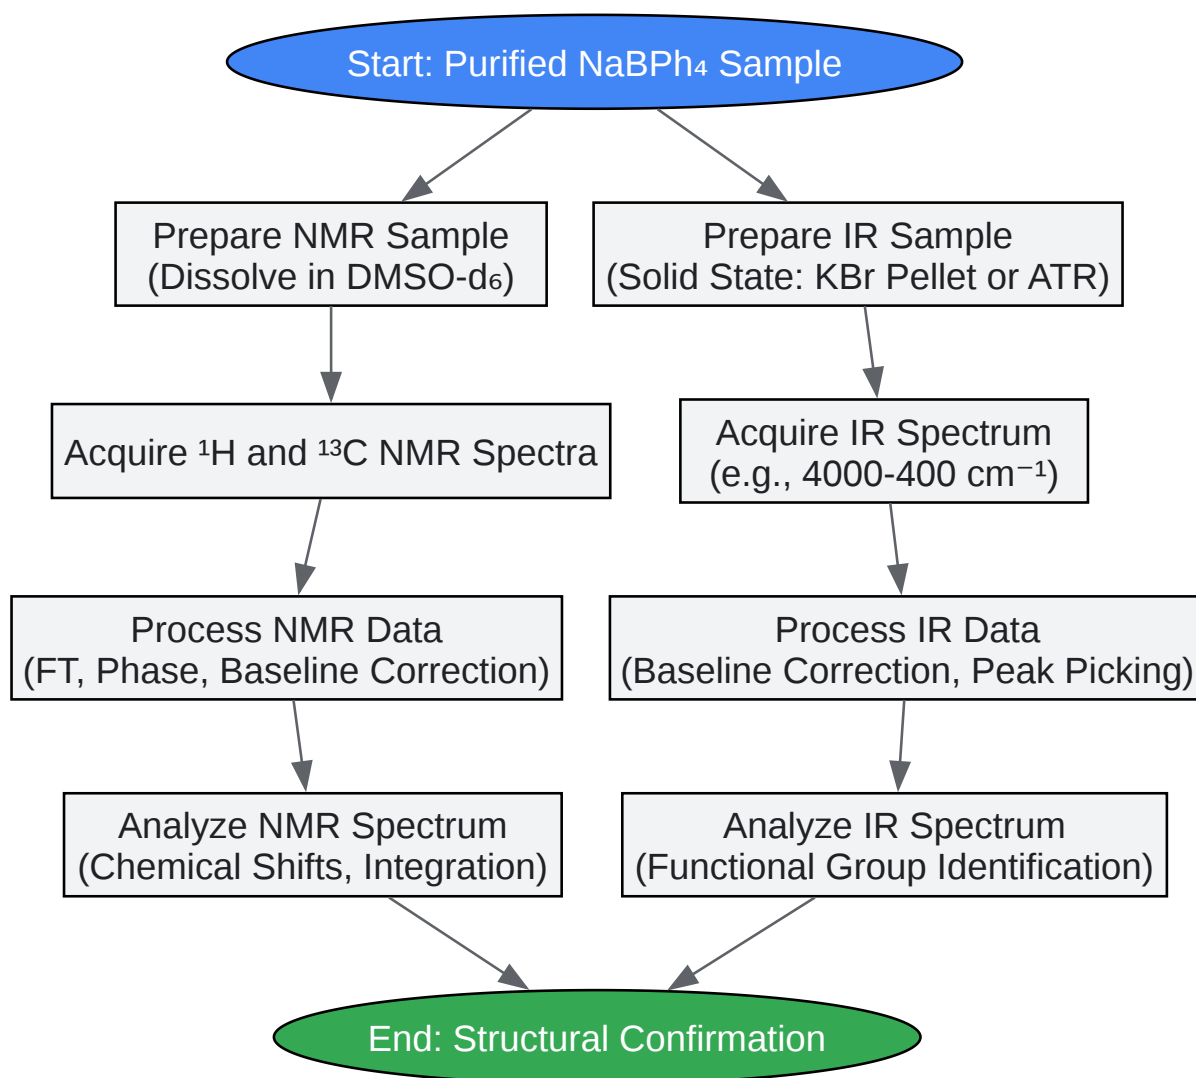 Start: Purified NaBPh₄ Sample
Prepare NMR Sample
(Dissolve in DMSO-d₆)
Prepare IR Sample
(Solid State: KBr Pellet or ATR)
Acquire ¹H and ¹³C NMR Spectra
Acquire IR Spectrum
(e.g., 4000-400 cm⁻¹)
Process NMR Data
(FT, Phase, Baseline Correction)
Process IR Data
(Baseline Correction, Peak Picking)
Analyze NMR Spectrum
(Chemical Shifts, Integration)
Analyze IR Spectrum
(Functional Group Identification)
End: Structural Confirmation